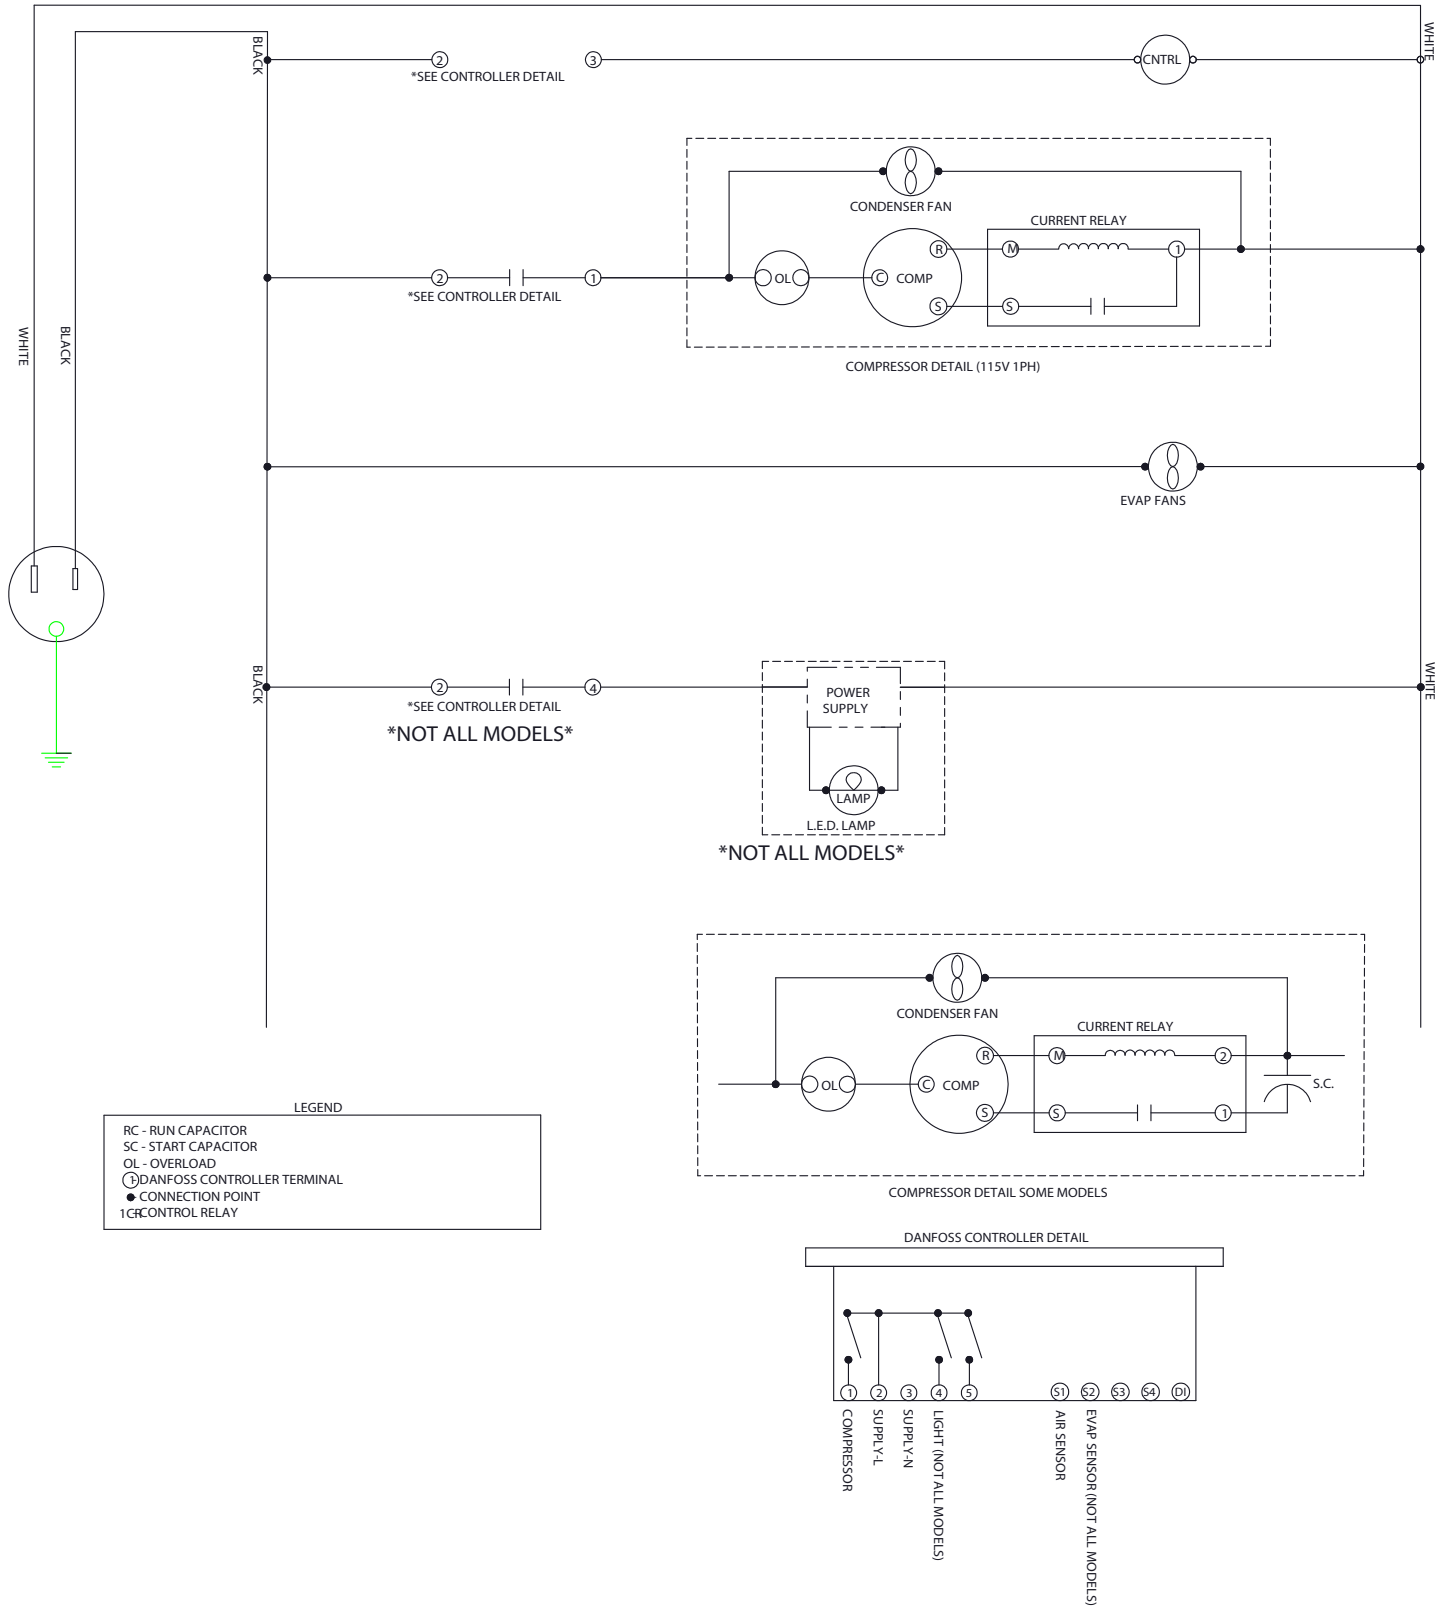 BLACK
WHITE
2
3
CNTRL
*SEE CONTROLLER DETAIL
CONDENSER FAN
CURRENT RELAY
2
1
OL
C
COMP
R
M
1
S
S
*SEE CONTROLLER DETAIL
COMPRESSOR DETAIL (115V 1PH)
WHITE
BLACK
EVAP FANS
BLACK
WHITE
2
4
POWER
SUPPLY
*SEE CONTROLLER DETAIL
*NOT ALL MODELS*
LAMP
L.E.D. LAMP
*NOT ALL MODELS*
CONDENSER FAN
CURRENT RELAY
OL
C
COMP
R
M
2
S
S
1
S.C.
COMPRESSOR DETAIL SOME MODELS
LEGEND
RC - RUN CAPACITOR
SC - START CAPACITOR
OL - OVERLOAD
1 - DANFOSS CONTROLLER TERMINAL
- CONNECTION POINT
1CR - CONTROL RELAY
DANFOSS CONTROLLER DETAIL
1
2
3
4
5
S1
S2
S3
S4
DI
COMPRESSOR
SUPPLY-L
SUPPLY-N
LIGHT (NOT ALL MODELS)
AIR SENSOR
EVAP SENSOR (NOT ALL MODELS)